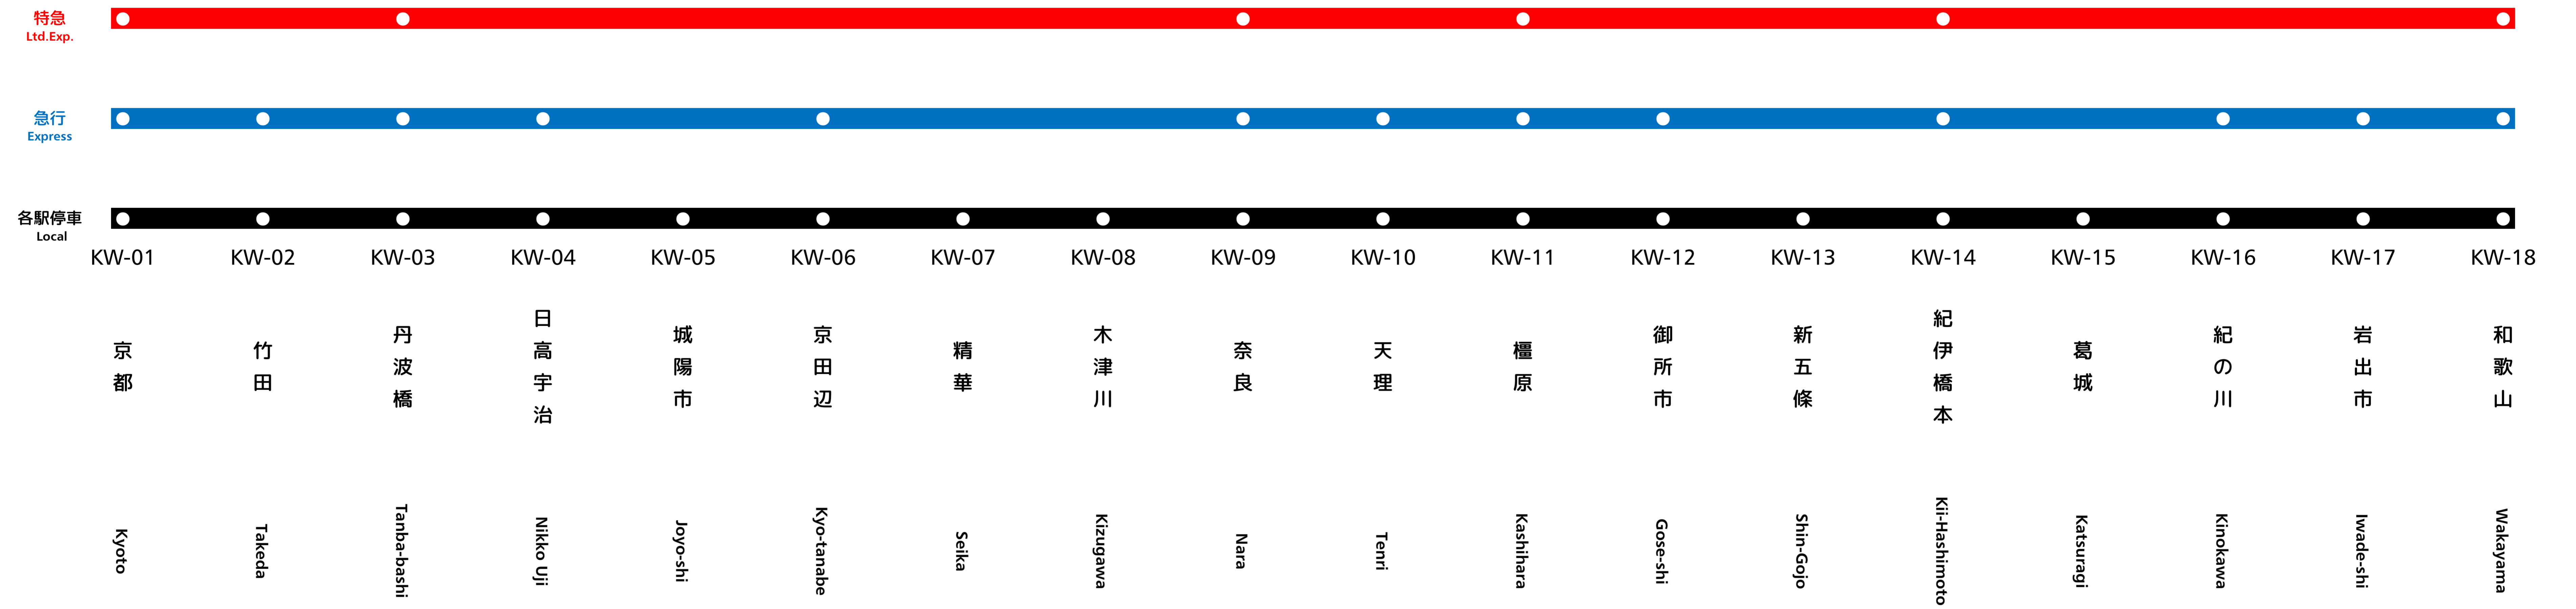 特急
Ltd.Exp.
急行
Express
各駅停車
Local
KW-01
KW-02
KW-03
KW-04
KW-05
KW-06
KW-07
KW-08
KW-09
KW-10
KW-11
KW-12
KW-13
KW-14
KW-15
KW-16
KW-17
KW-18
京都
竹田
丹波橋
日高宇治
城陽市
京田辺
精華
木津川
奈良
天理
橿原
御所市
新五條
紀伊橋本
葛城
紀の川
岩出市
和歌山
Kyoto
Takeda
Tanba-bashi
Nikko Uji
Joyo-shi
Kyo-tanabe
Seika
Kizugawa
Nara
Tenri
Kashihara
Gose-shi
Shin-Gojo
Kii-Hashimoto
Katsuragi
Kinokawa
Iwade-shi
Wakayama